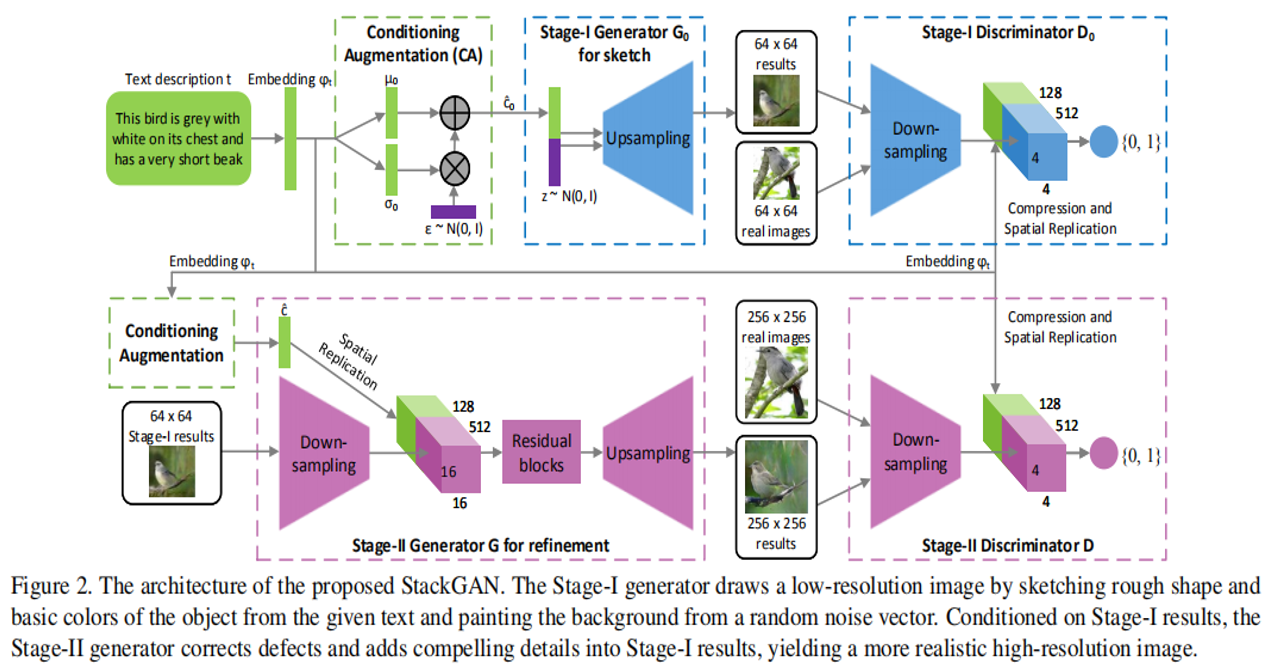 Text description t
This bird is grey with
white on its chest and
has a very short beak
Embedding φt
Conditioning
Augmentation (CA)
μ0
σ0
ε ~ N(0, I)
ĉ0
Stage-I Generator G0
for sketch
Upsampling
z ~ N(0, I)
64 x 64
results
64 x 64
real images
Stage-I Discriminator D0
Down-
sampling
128
512
4
4
{0, 1}
Compression and
Spatial Replication
Embedding φt
Embedding φt
Conditioning
Augmentation
64 x 64
Stage-I results
ĉ
Spatial
Replication
Down-
sampling
128
512
16
16
Residual
blocks
Upsampling
Stage-II Generator G for refinement
256 x 256
real images
256 x 256
results
Compression and
Spatial Replication
Down-
sampling
128
512
4
4
{0, 1}
Stage-II Discriminator D
Figure 2. The architecture of the proposed StackGAN. The Stage-I generator draws a low-resolution image by sketching rough shape and
basic colors of the object from the given text and painting the background from a random noise vector. Conditioned on Stage-I results, the
Stage-II generator corrects defects and adds compelling details into Stage-I results, yielding a more realistic high-resolution image.